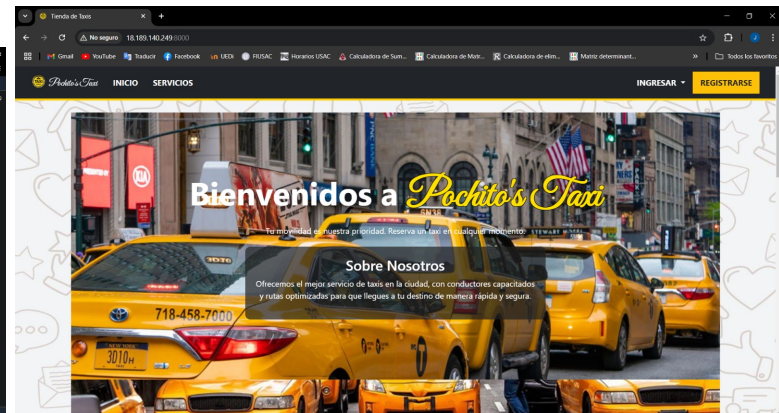 Tienda de Taxis
No seguro 18.189.140.249:8000
Gmail YouTube Traducir Facebook UEDi FIUSAC Horarios USAC Calculadora de Sum... Calculadora de Matr... Calculadora de elim... Matriz determinant... » Todos los favoritos
Pochito's Taxi INICIO SERVICIOS INGRESAR REGISTRARSE
KIA
Bienvenidos a Pochito's Taxi
Tu movilidad es nuestra prioridad. Reserva un taxi en cualquier momento.
3D10
Sobre Nosotros
Ofrecemos el mejor servicio de taxis en la ciudad, con conductores capacitados
y rutas optimizadas para que llegues a tu destino de manera rápida y segura.
718-458-7000
NEW YORK
3D10H